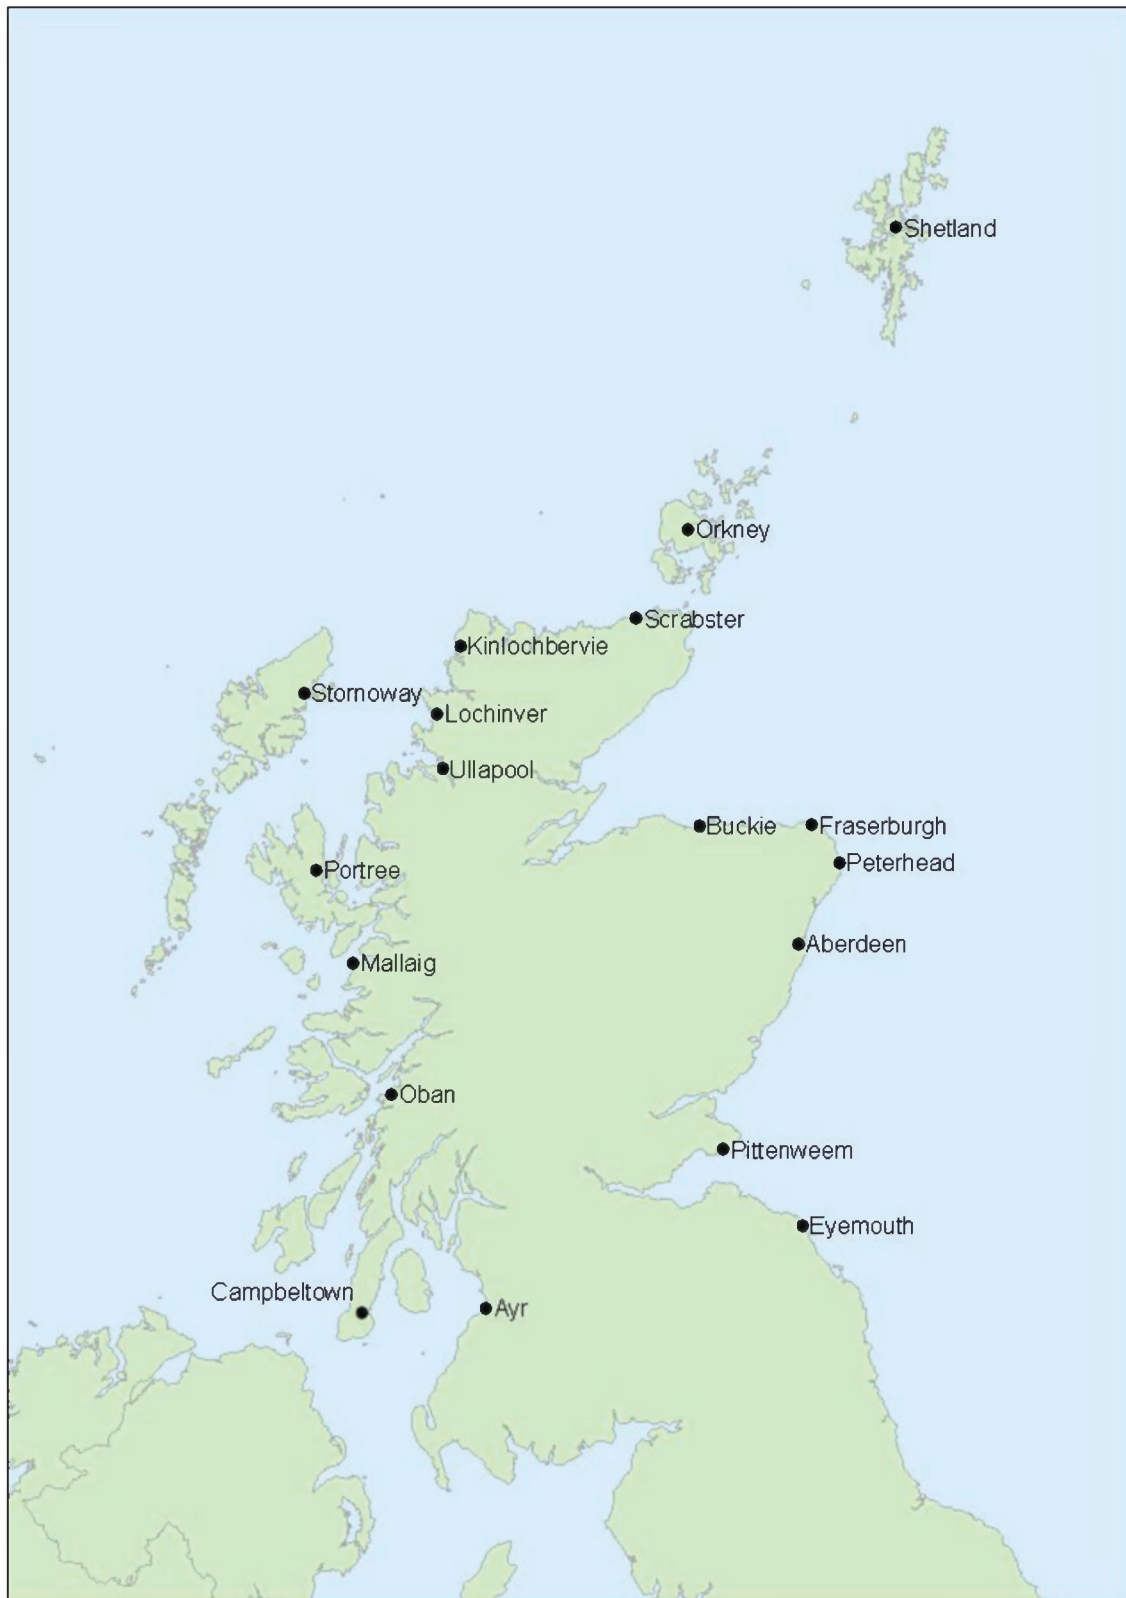 Shetland
Orkney
Scrabster
Kinlochbervie
Stornoway
Lochinver
Ullapool
Buckie
Fraserburgh
Peterhead
Portree
Aberdeen
Mallaig
Oban
Pittenweem
Eyemouth
Campbeltown
Ayr